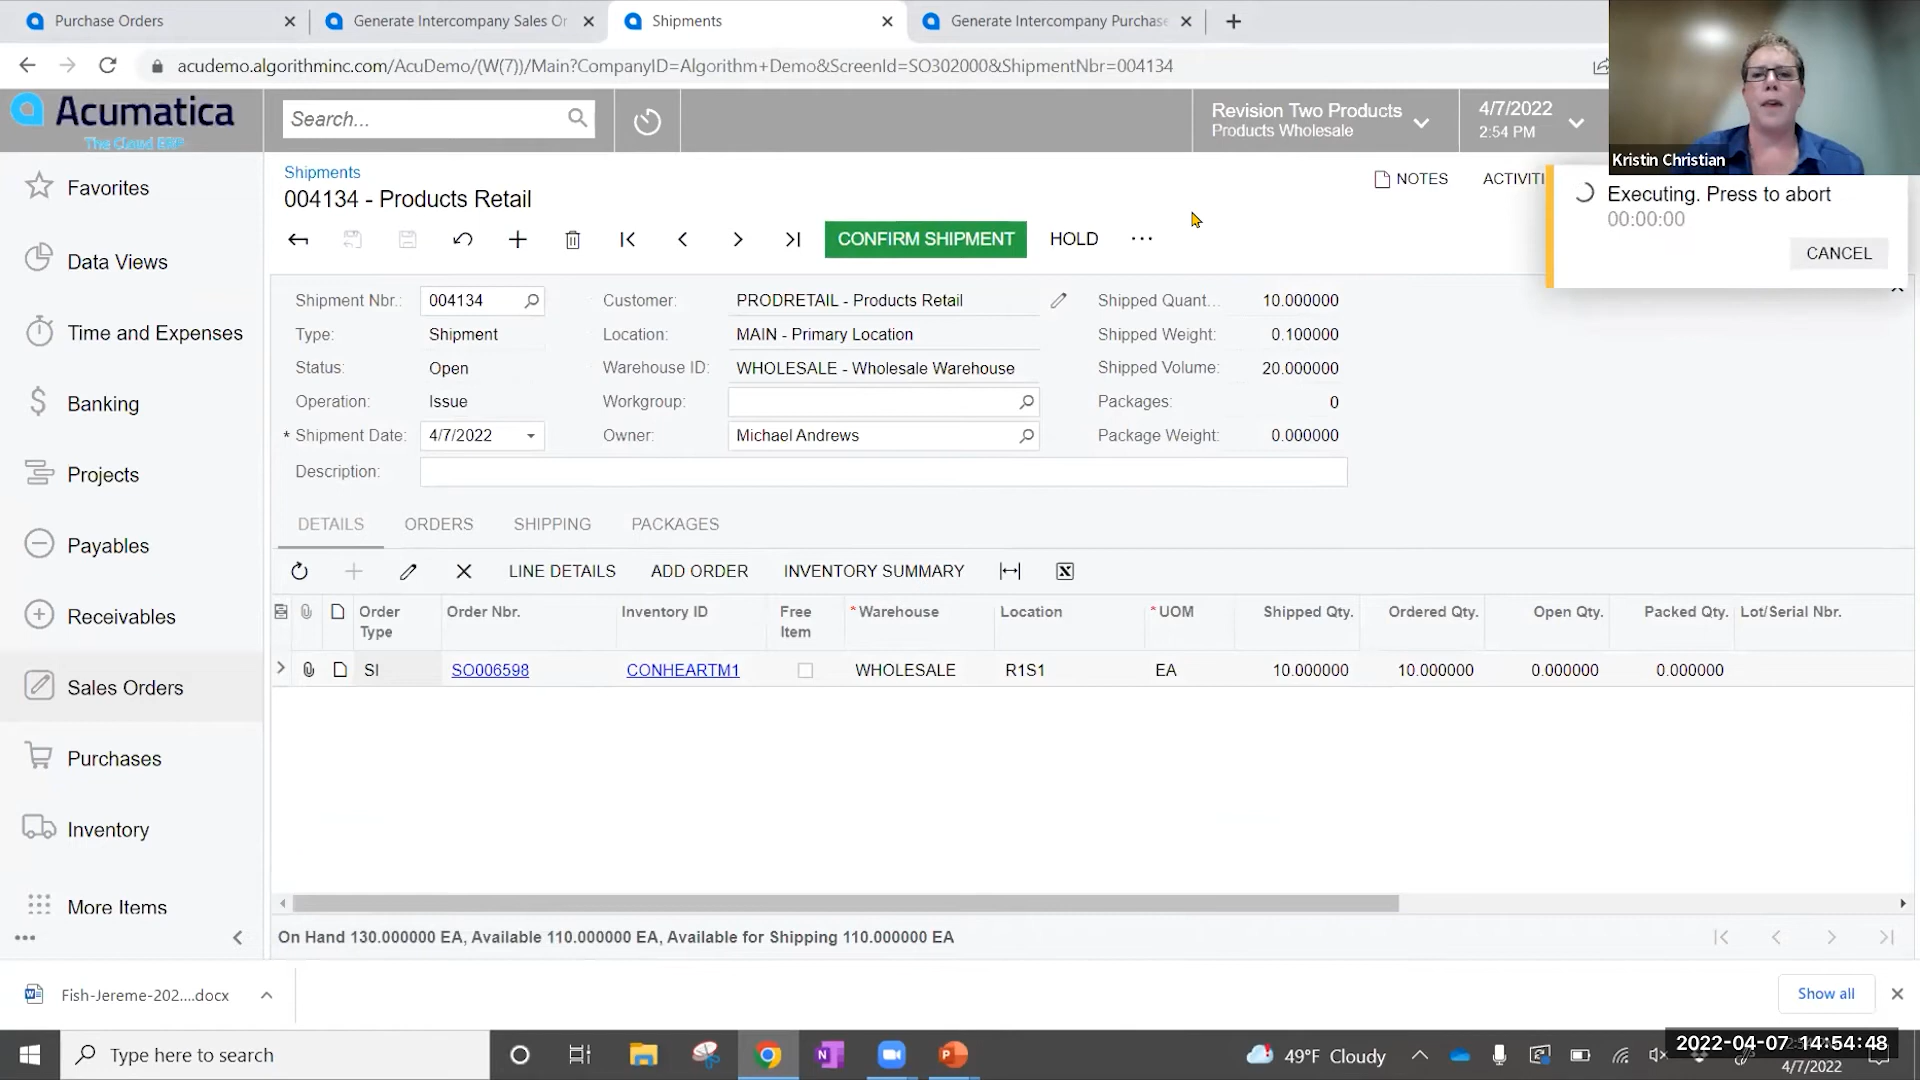 Purchase Orders
Generate Intercompany Sales Or
Shipments
Generate Intercompany Purchase
acudemo.algorithminc.com/AcuDemo/(W(7))/Main?CompanyID=Algorithm+Demo&ScreenId=SO302000&ShipmentNbr=004134
Acumatica
The Cloud ERP
Search...
Revision Two Products
Products Wholesale
4/7/2022
2:54 PM
Kristin Christian
Executing. Press to abort
00:00:00
CANCEL
Favorites
Data Views
Time and Expenses
Banking
Projects
Payables
Receivables
Sales Orders
Purchases
Inventory
More Items
Shipments
004134 - Products Retail
NOTES
ACTIVITI
CONFIRM SHIPMENT
HOLD
Shipment Nbr.: 004134
Type: Shipment
Status: Open
Operation: Issue
* Shipment Date: 4/7/2022
Description:
Customer: PRODRETAIL - Products Retail
Location: MAIN - Primary Location
Warehouse ID: WHOLESALE - Wholesale Warehouse
Workgroup:
Owner: Michael Andrews
Shipped Quant... 10.000000
Shipped Weight: 0.100000
Shipped Volume: 20.000000
Packages: 0
Package Weight: 0.000000
DETAILS ORDERS SHIPPING PACKAGES
LINE DETAILS ADD ORDER INVENTORY SUMMARY
Order Type Order Nbr. Inventory ID Free Item * Warehouse Location * UOM Shipped Qty. Ordered Qty. Open Qty. Packed Qty. Lot/Serial Nbr.
SI SO006598 CONHEARTM1 WHOLESALE R1S1 EA 10.000000 10.000000 0.000000 0.000000
On Hand 130.000000 EA, Available 110.000000 EA, Available for Shipping 110.000000 EA
Fish-Jereme-202....docx
Show all
Type here to search
49°F Cloudy
2022-04-07 14:54:48
4/7/2022